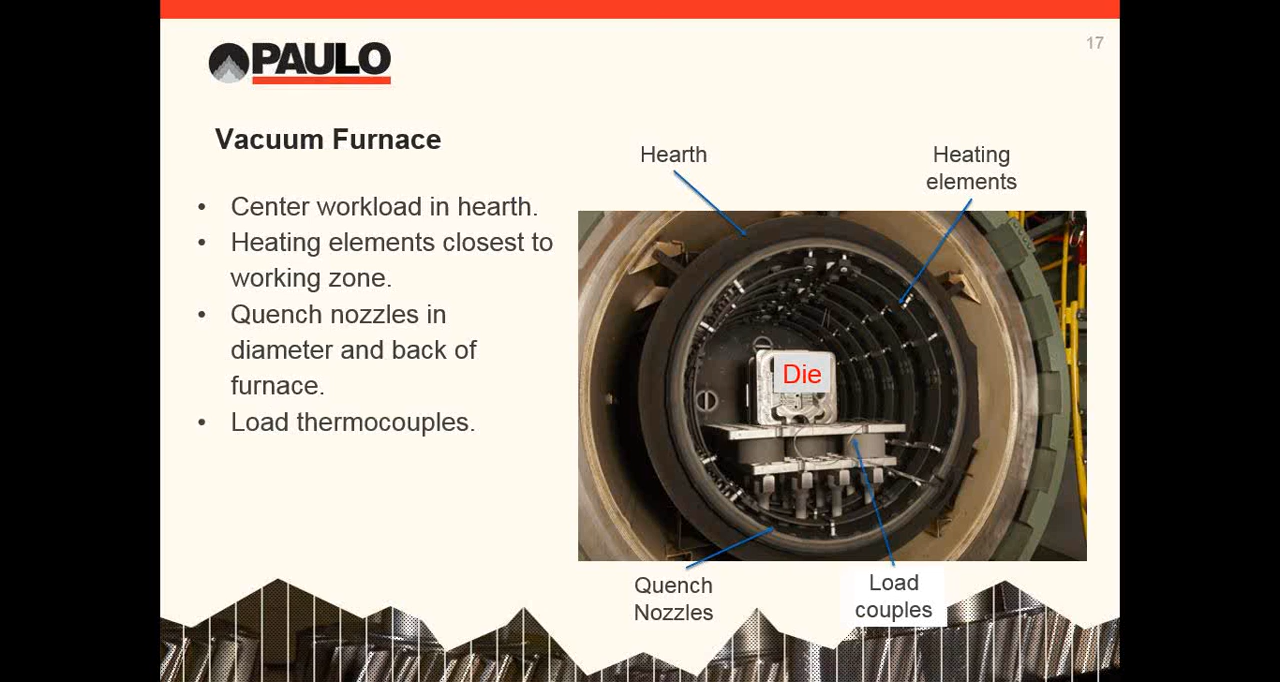 PAULO
17
Vacuum Furnace
• Center workload in hearth.
• Heating elements closest to
working zone.
• Quench nozzles in
diameter and back of
furnace.
• Load thermocouples.
Hearth
Heating
elements
Die
Quench
Nozzles
Load
couples